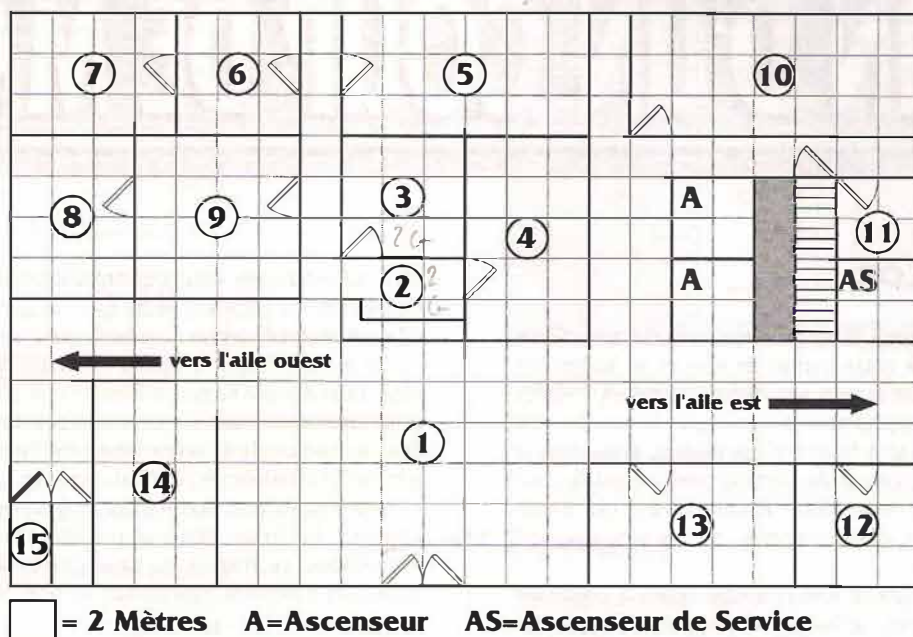 7 6 5 10
3
8 9 4 A 11
2 A AS
vers l'aile ouest
vers l'aile est
1
14 13 12
15
= 2 Mètres A=Ascenseur AS=Ascenseur de Service